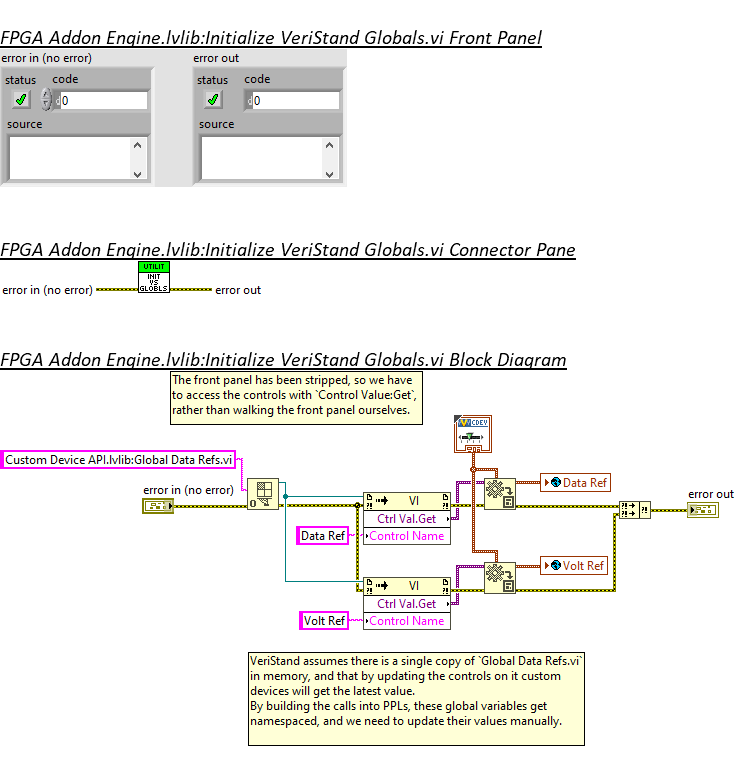 FPGA Addon Engine.lvlib:Initialize VeriStand Globals.vi Front Panel
error in (no error)
error out
status code
status code
0
0
source
source
FPGA Addon Engine.lvlib:Initialize VeriStand Globals.vi Connector Pane
UTILIT
INIT
VS
GLOBLS
error in (no error)
error out
FPGA Addon Engine.lvlib:Initialize VeriStand Globals.vi Block Diagram
The front panel has been stripped, so we have
to access the controls with `Control Value:Get`,
rather than walking the front panel ourselves.
CDEV
Custom Device API.lvlib:Global Data Refs.vi
error in (no error)
Data Ref
error out
VI
Ctrl Val.Get
Data Ref
Control Name
Volt Ref
VI
Ctrl Val.Get
Volt Ref
Control Name
VeriStand assumes there is a single copy of `Global Data Refs.vi`
in memory, and that by updating the controls on it custom
devices will get the latest value.
By building the calls into PPLs, these global variables get
namespaced, and we need to update their values manually.